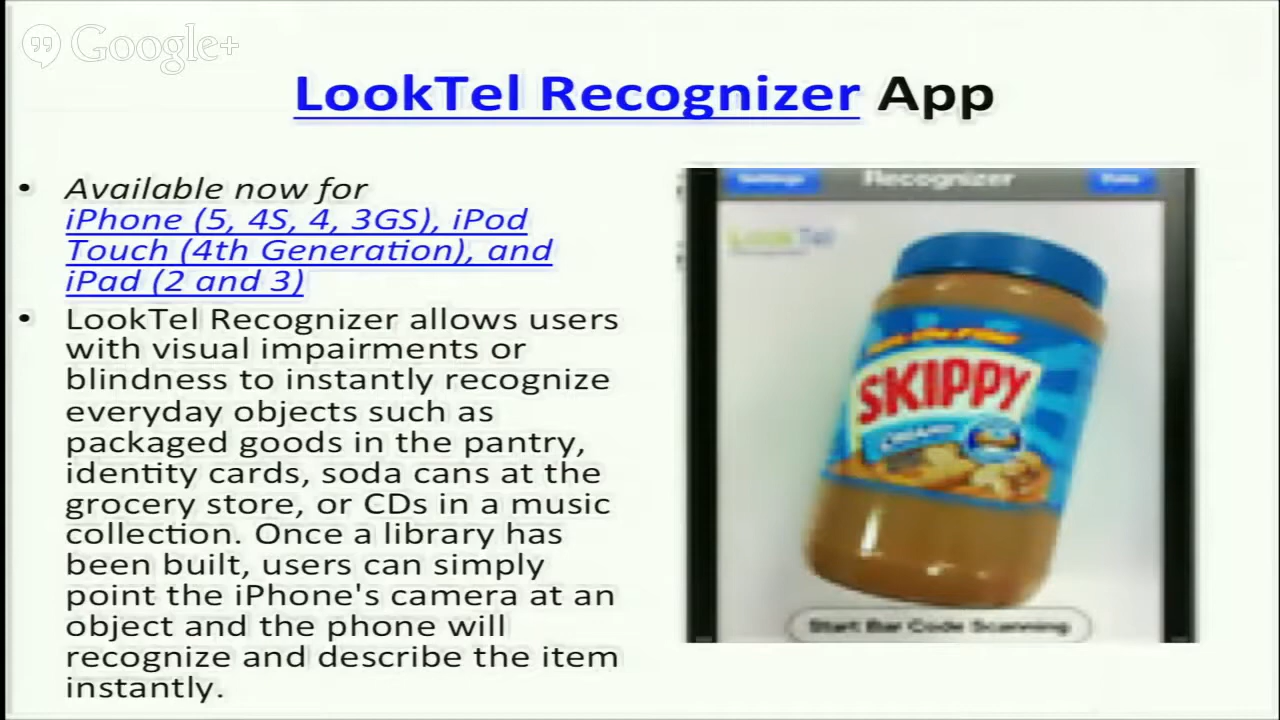 Google+
LookTel Recognizer App
• Available now for
iPhone (5, 4S, 4, 3GS), iPod
Touch (4th Generation), and
iPad (2 and 3)
• LookTel Recognizer allows users
with visual impairments or
blindness to instantly recognize
everyday objects such as
packaged goods in the pantry,
identity cards, soda cans at the
grocery store, or CDs in a music
collection. Once a library has
been built, users can simply
point the iPhone's camera at an
object and the phone will
recognize and describe the item
instantly.
Settings Recognizer
LookTel
SKIPPY
CREAMY
Start Bar Code Scanning